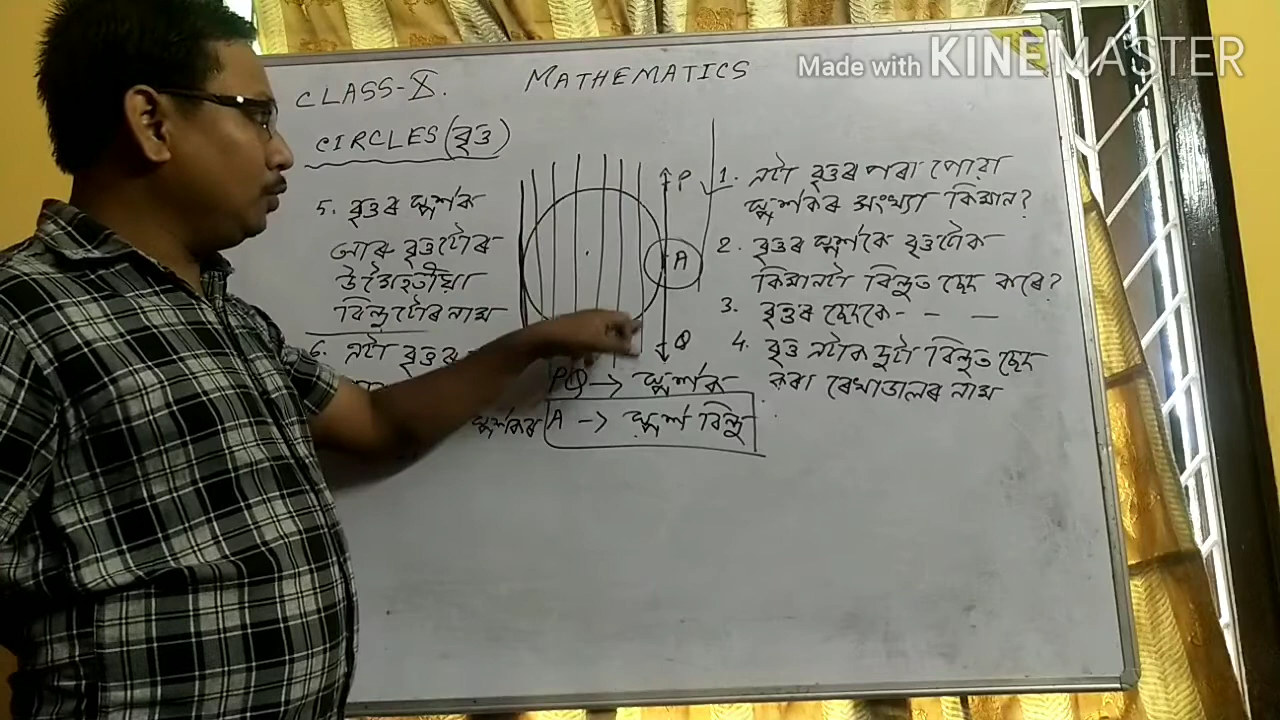 Made with KINEMASTER
CLASS-X.
MATHEMATICS
CIRCLES (বৃত্ত)
5. বৃত্তৰ স্পৰ্শক
আৰু বৃত্তটোৰ
উমৈহতীয়া
বিন্দুটোৰ নাম
6. এটা বৃত্তৰ
P
A
Q
PQ → স্পৰ্শক
স্পৰ্শকৰ A → স্পৰ্শ বিন্দু
1. এটা বৃত্তৰ পৰা পোৱা
স্পৰ্শকৰ সংখ্যা কিমান?
2. বৃত্তৰ স্পৰ্শকে বৃত্তটোক
কিমানটা বিন্দুত ছেদ কৰে?
3. বৃত্তৰ ছেদকে - - -
4. বৃত্ত এটাক দুটা বিন্দুত ছেদ
কৰা ৰেখাডালৰ নাম